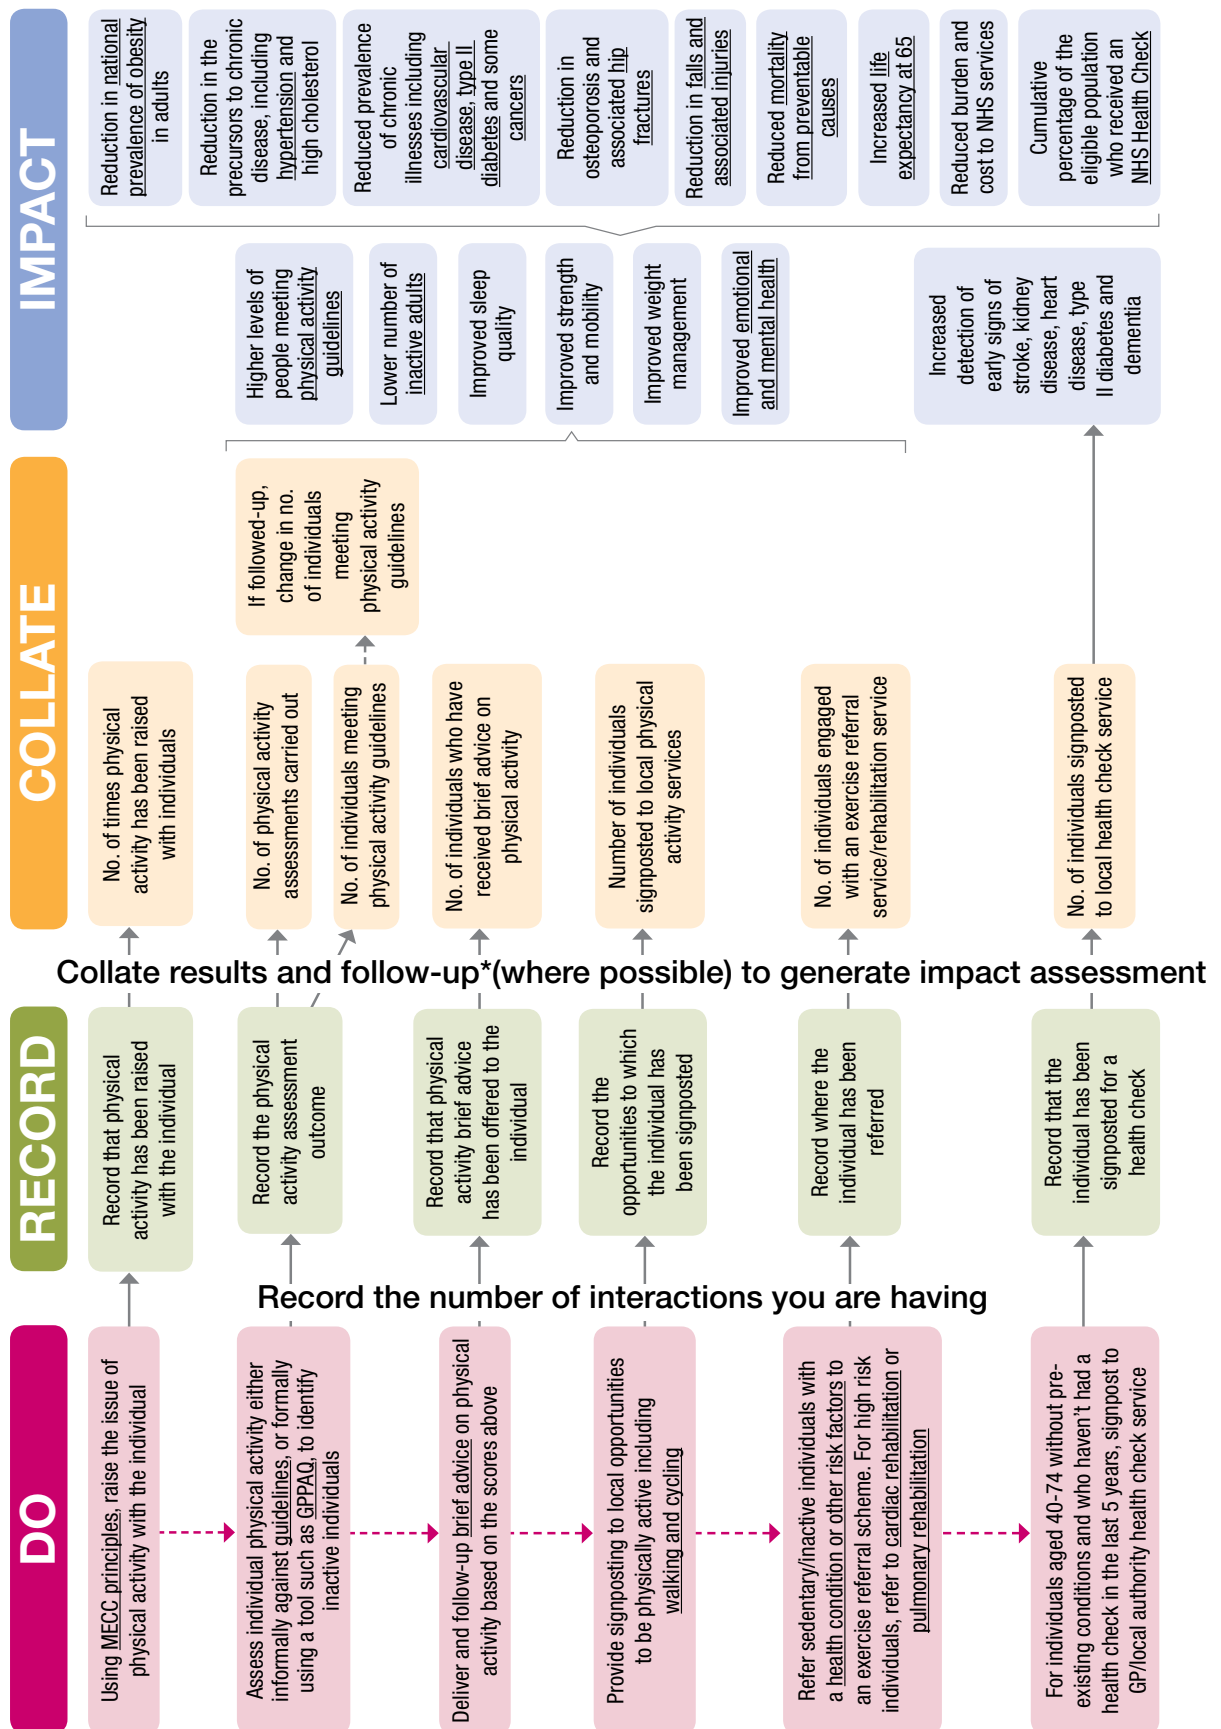 DO
Using MECC principles, raise the issue of
physical activity with the individual
Assess individual physical activity either
informally against guidelines, or formally
using a tool such as GPPAQ, to identify
inactive individuals
Deliver and follow-up brief advice on physical
activity based on the scores above
Provide signposting to local opportunities
to be physically active including
walking and cycling
Refer sedentary/inactive individuals with
a health condition or other risk factors to
an exercise referral scheme. For high risk
individuals, refer to cardiac rehabilitation or
pulmonary rehabilitation
For individuals aged 40-74 without pre-
existing conditions and who haven't had a
health check in the last 5 years, signpost to
GP/local authority health check service
Record the number of interactions you are having
RECORD
Record that physical
activity has been raised
with the individual
Record the physical
activity assessment
outcome
Record that physical
activity brief advice
has been offered to the
individual
Record the
opportunities to which
the individual has
been signposted
Record where the
individual has been
referred
Record that the
individual has been
signposted for a
health check
Collate results and follow-up*(where possible) to generate impact assessment
COLLATE
No. of times physical
activity has been raised
with individuals
No. of physical activity
assessments carried out
No. of individuals meeting
physical activity guidelines
If followed-up,
change in no.
of individuals
meeting
physical activity
guidelines
No. of individuals who have
received brief advice on
physical activity
Number of individuals
signposted to local physical
activity services
No. of individuals engaged
with an exercise referral
service/rehabilitation service
No. of individuals signposted
to local health check service
IMPACT
Higher levels of
people meeting
physical activity
guidelines
Lower number of
inactive adults
Improved sleep
quality
Improved strength
and mobility
Improved weight
management
Improved emotional
and mental health
Increased
detection of
early signs of
stroke, kidney
disease, heart
disease, type
II diabetes and
dementia
Reduction in national
prevalence of obesity
in adults
Reduction in the
precursors to chronic
disease, including
hypertension and
high cholesterol
Reduced prevalence
of chronic
illnesses including
cardiovascular
disease, type II
diabetes and some
cancers
Reduction in
osteoporosis and
associated hip
fractures
Reduction in falls and
associated injuries
Reduced mortality
from preventable
causes
Increased life
expectancy at 65
Reduced burden and
cost to NHS services
Cumulative
percentage of the
eligible population
who received an
NHS Health Check